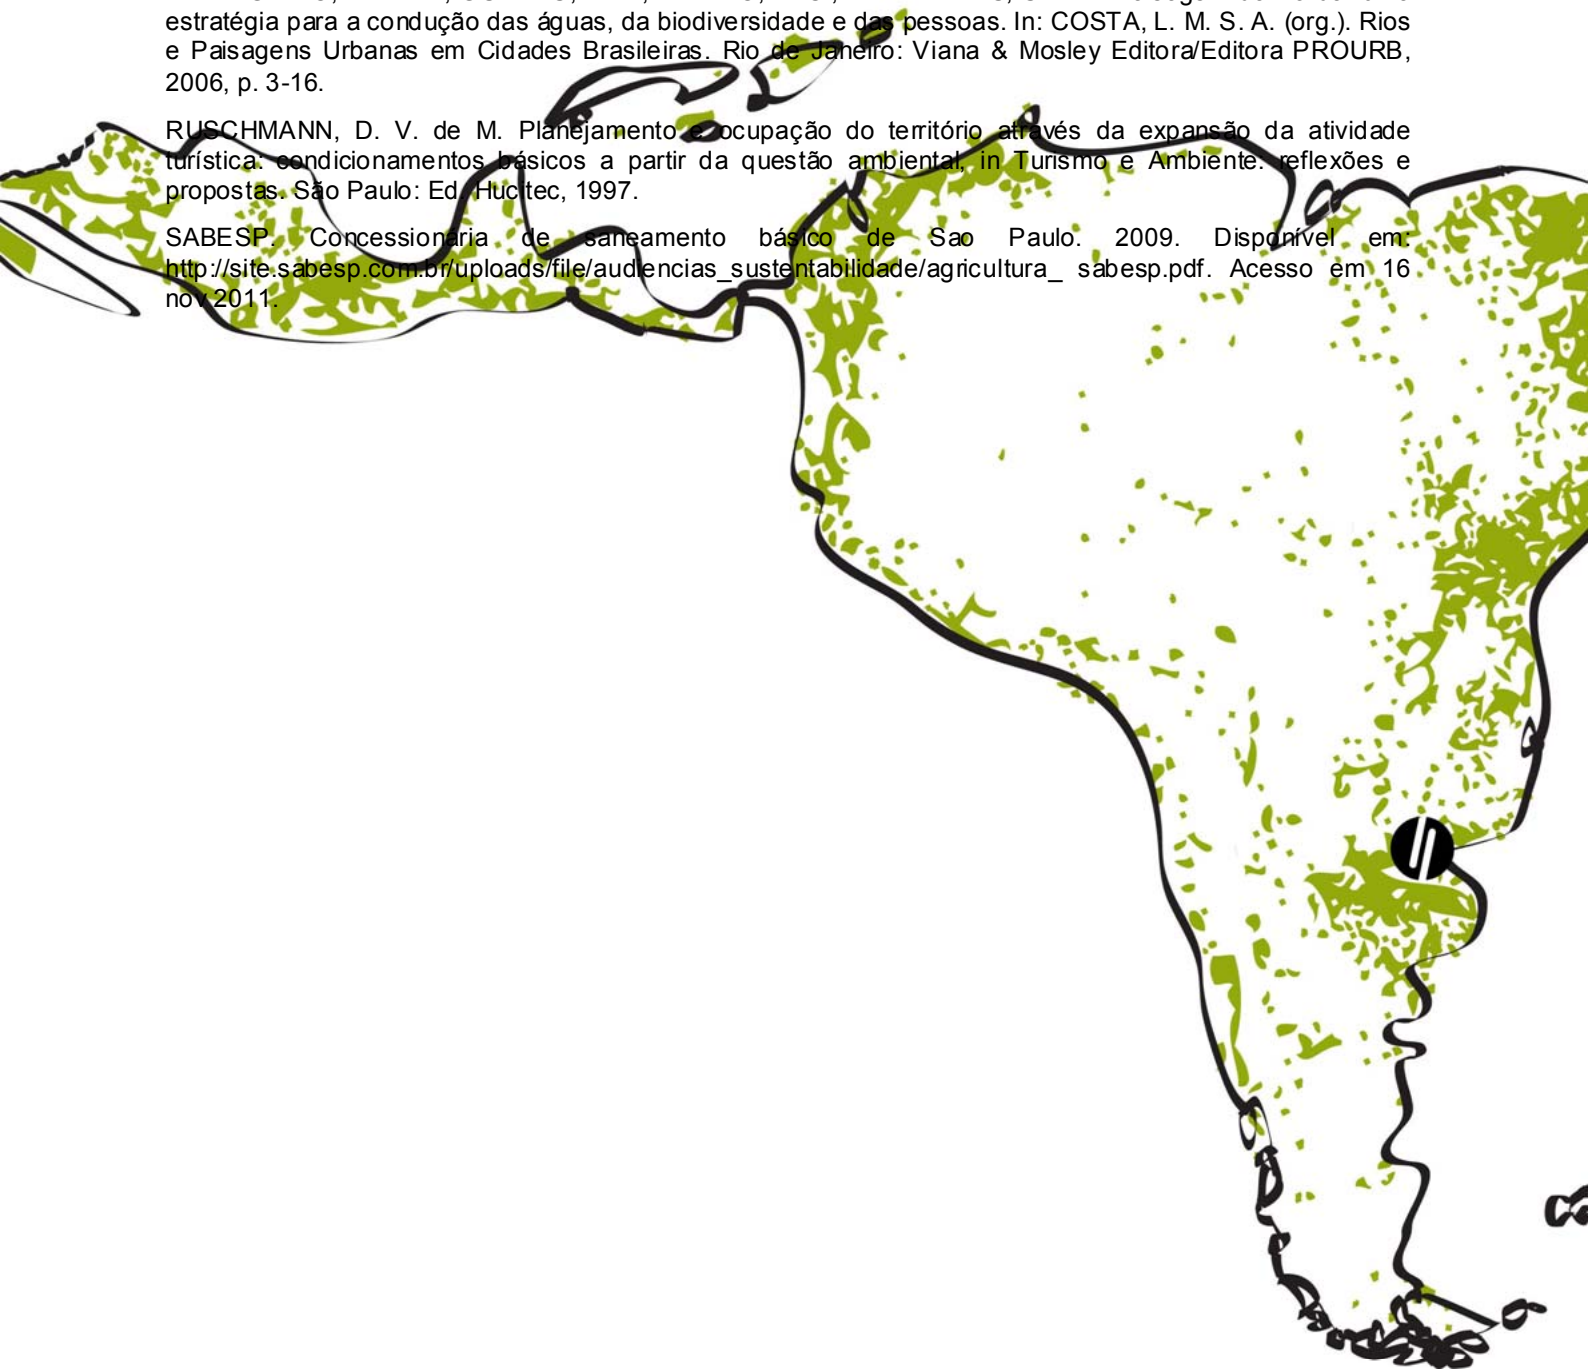 estratégia para a condução das águas, da biodiversidade e das pessoas. In: COSTA, L. M. S. A. (org.). Rios
e Paisagens Urbanas em Cidades Brasileiras. Rio de Janeiro: Viana & Mosley Editora/Editora PROURB,
2006, p. 3-16.
RUSCHMANN, D. V. de M. Planejamento e ocupação do território através da expansão da atividade
turística: condicionamentos básicos a partir da questão ambiental, in Turismo e Ambiente: reflexões e
propostas. São Paulo: Ed. Hucitec, 1997.
SABESP. Concessionária de saneamento básico de Sao Paulo. 2009. Disponível em:
http://site.sabesp.com.br/uploads/file/audiencias_sustentabilidade/agricultura_ sabesp.pdf. Acesso em 16
nov 2011.